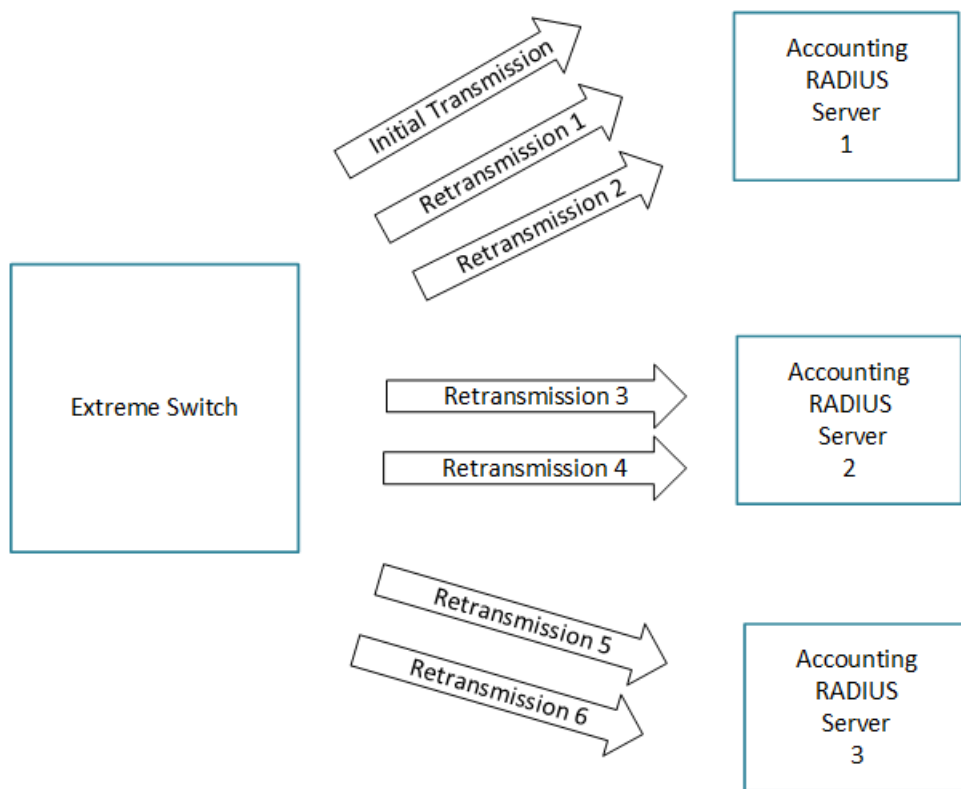 Initial Transmission
Retransmission 1
Retransmission 2
Accounting
RADIUS
Server
1
Extreme Switch
Retransmission 3
Retransmission 4
Accounting
RADIUS
Server
2
Retransmission 5
Retransmission 6
Accounting
RADIUS
Server
3